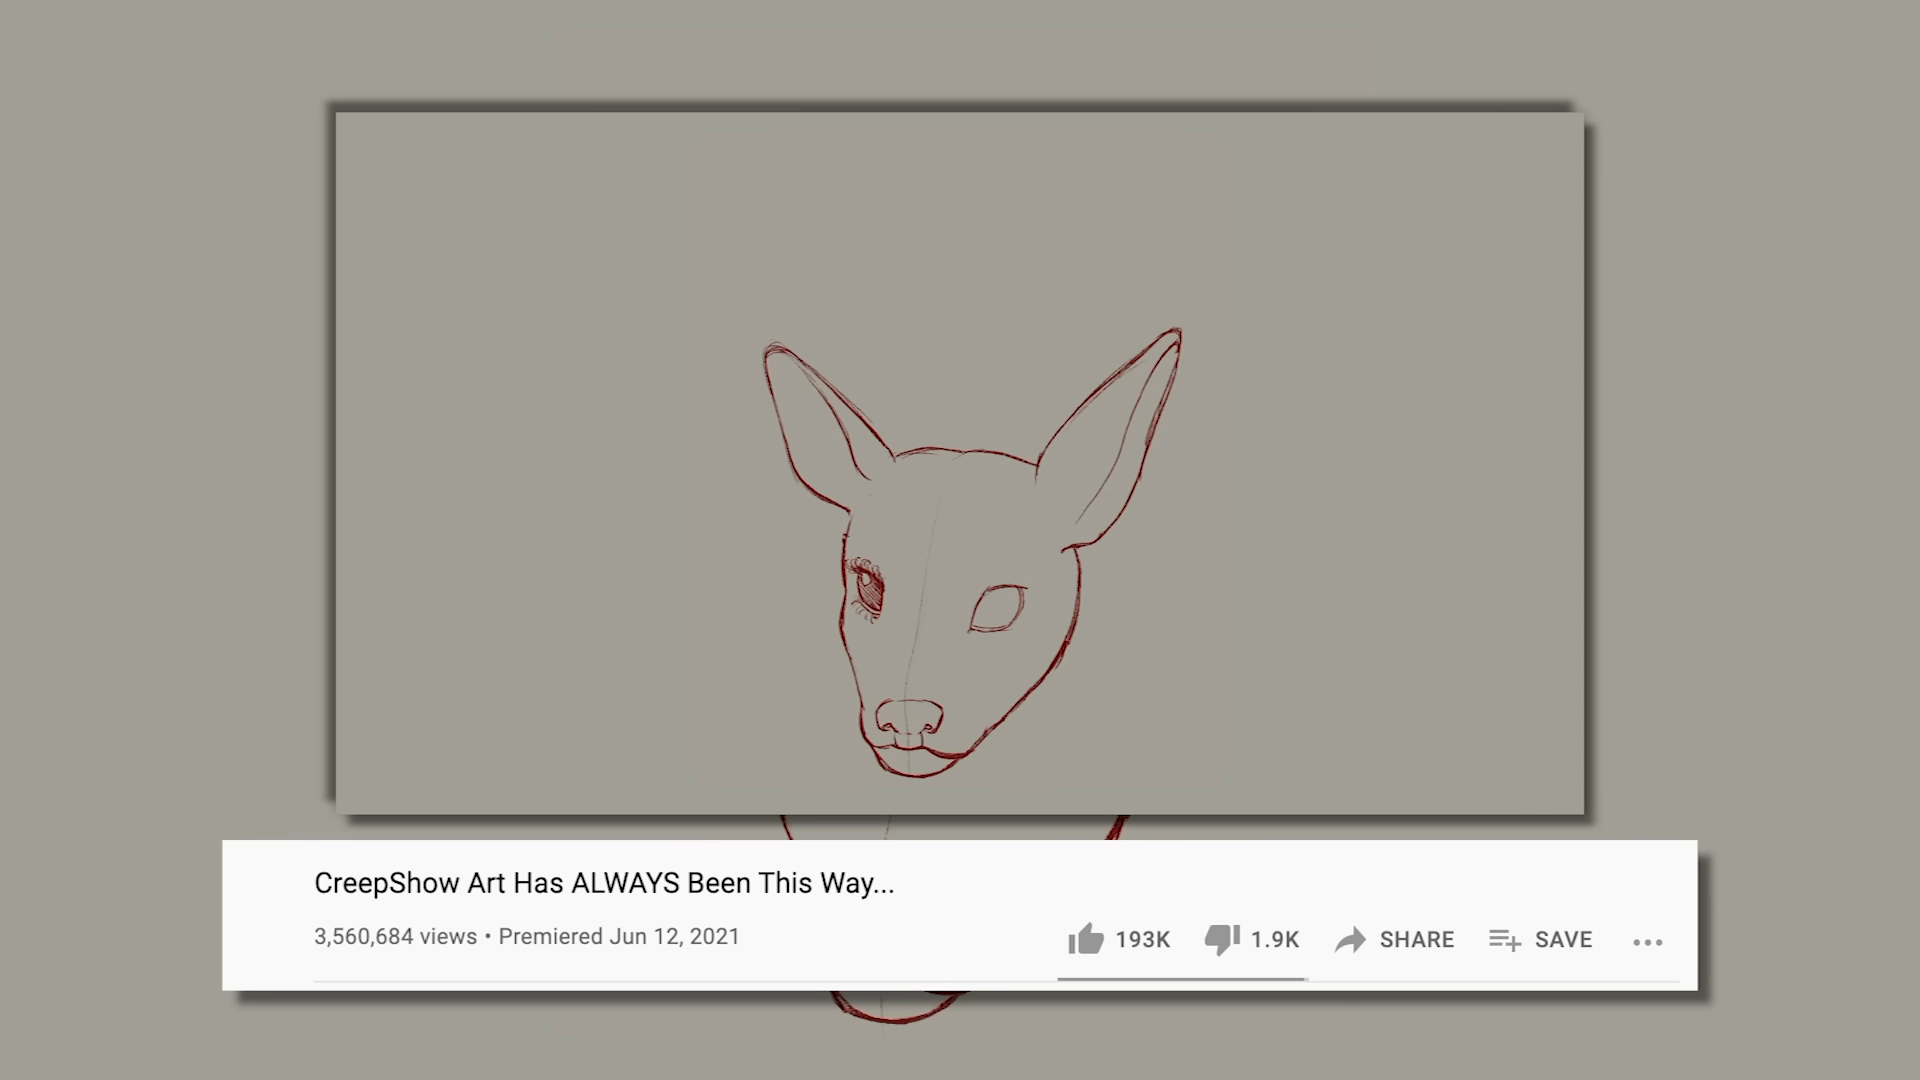 CreepShow Art Has ALWAYS Been This Way...
3,560,684 views • Premiered Jun 12, 2021
193K 1.9K SHARE SAVE